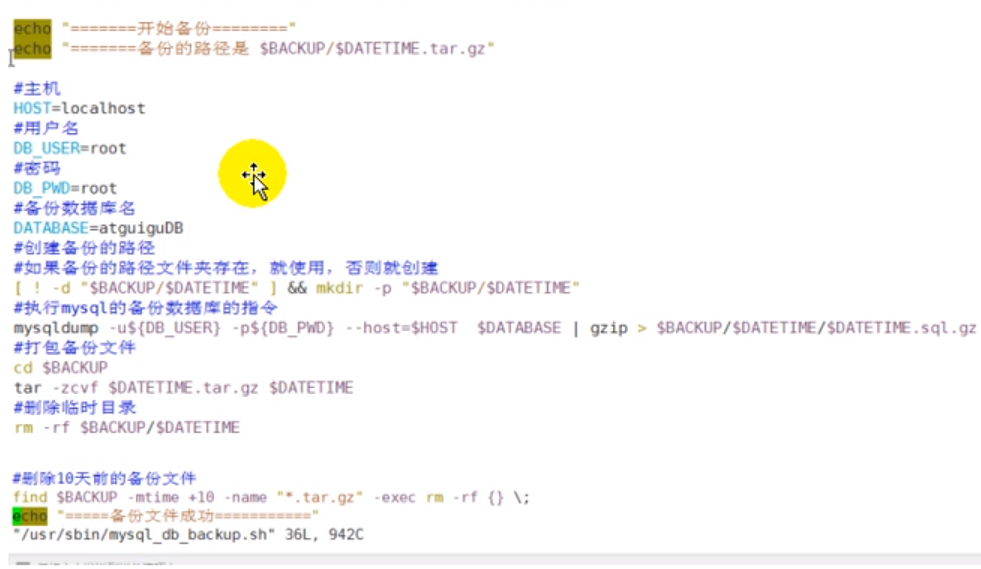 echo "=======开始备份========"
echo "=======备份的路径是 $BACKUP/$DATETIME.tar.gz"
#主机
HOST=localhost
#用户名
DB_USER=root
#密码
DB_PWD=root
#备份数据库名
DATABASE=atguiguDB
#创建备份的路径
#如果备份的路径文件夹存在，就使用，否则就创建
[ ! -d "$BACKUP/$DATETIME" ] && mkdir -p "$BACKUP/$DATETIME"
#执行mysql的备份数据库的指令
mysqldump -u${DB_USER} -p${DB_PWD} --host=$HOST  $DATABASE | gzip > $BACKUP/$DATETIME/$DATETIME.sql.gz
#打包备份文件
cd $BACKUP
tar -zcvf $DATETIME.tar.gz $DATETIME
#删除临时目录
rm -rf $BACKUP/$DATETIME
#删除10天前的备份文件
find $BACKUP -mtime +10 -name "*.tar.gz" -exec rm -rf {} \;
echo "=====备份文件成功==========="
"/usr/sbin/mysql_db_backup.sh" 36L, 942C